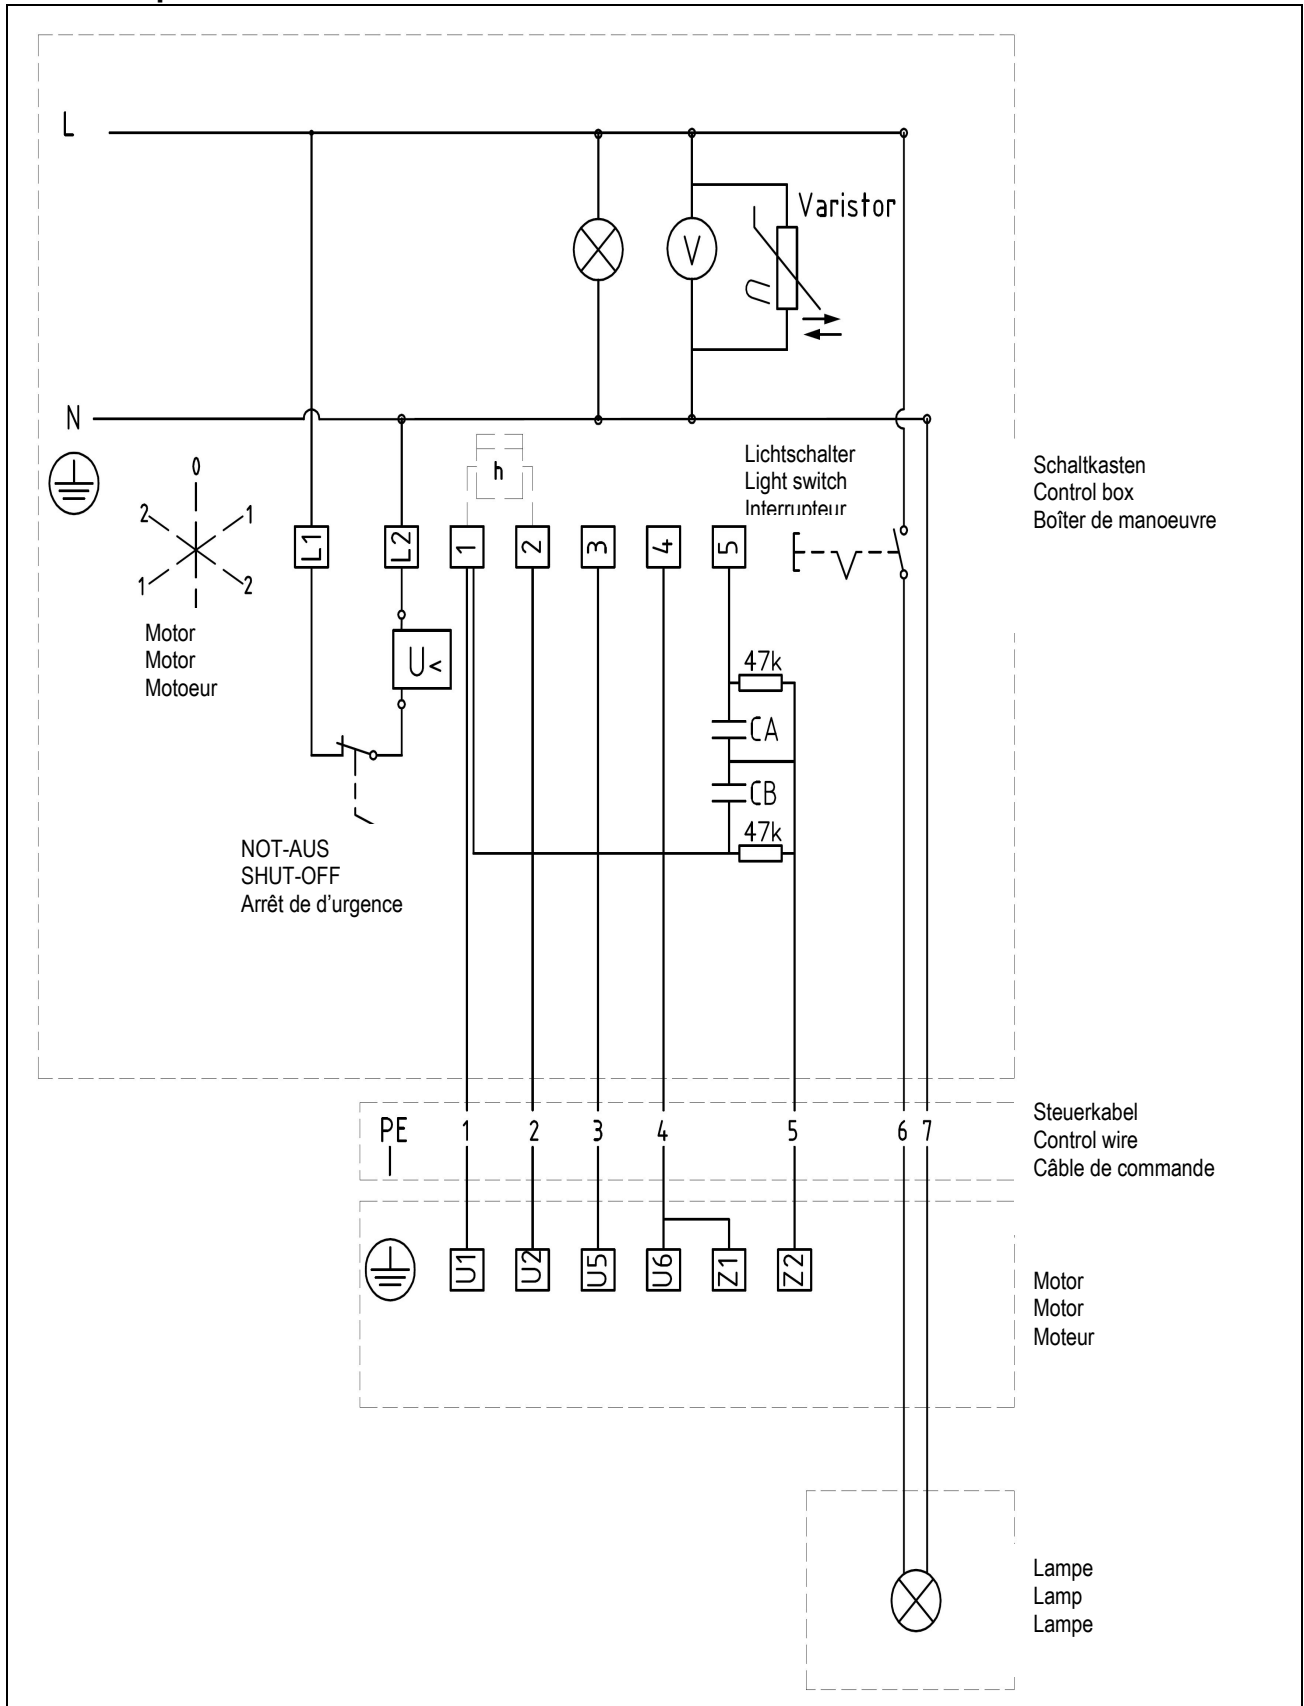 L
Varistor
V
N
h
Lichtschalter
Light switch
Interrupteur
Schaltkasten
Control box
Boîter de manoeuvre
0
2
1
1
2
Motor
Motor
Motoeur
L1
L2
1
2
3
4
5
U<
47k
CA
CB
47k
NOT-AUS
SHUT-OFF
Arrêt de d'urgence
PE
1
2
3
4
5
6
7
Steuerkabel
Control wire
Câble de commande
U1
U2
U5
U6
Z1
Z2
Motor
Motor
Moteur
Lampe
Lamp
Lampe